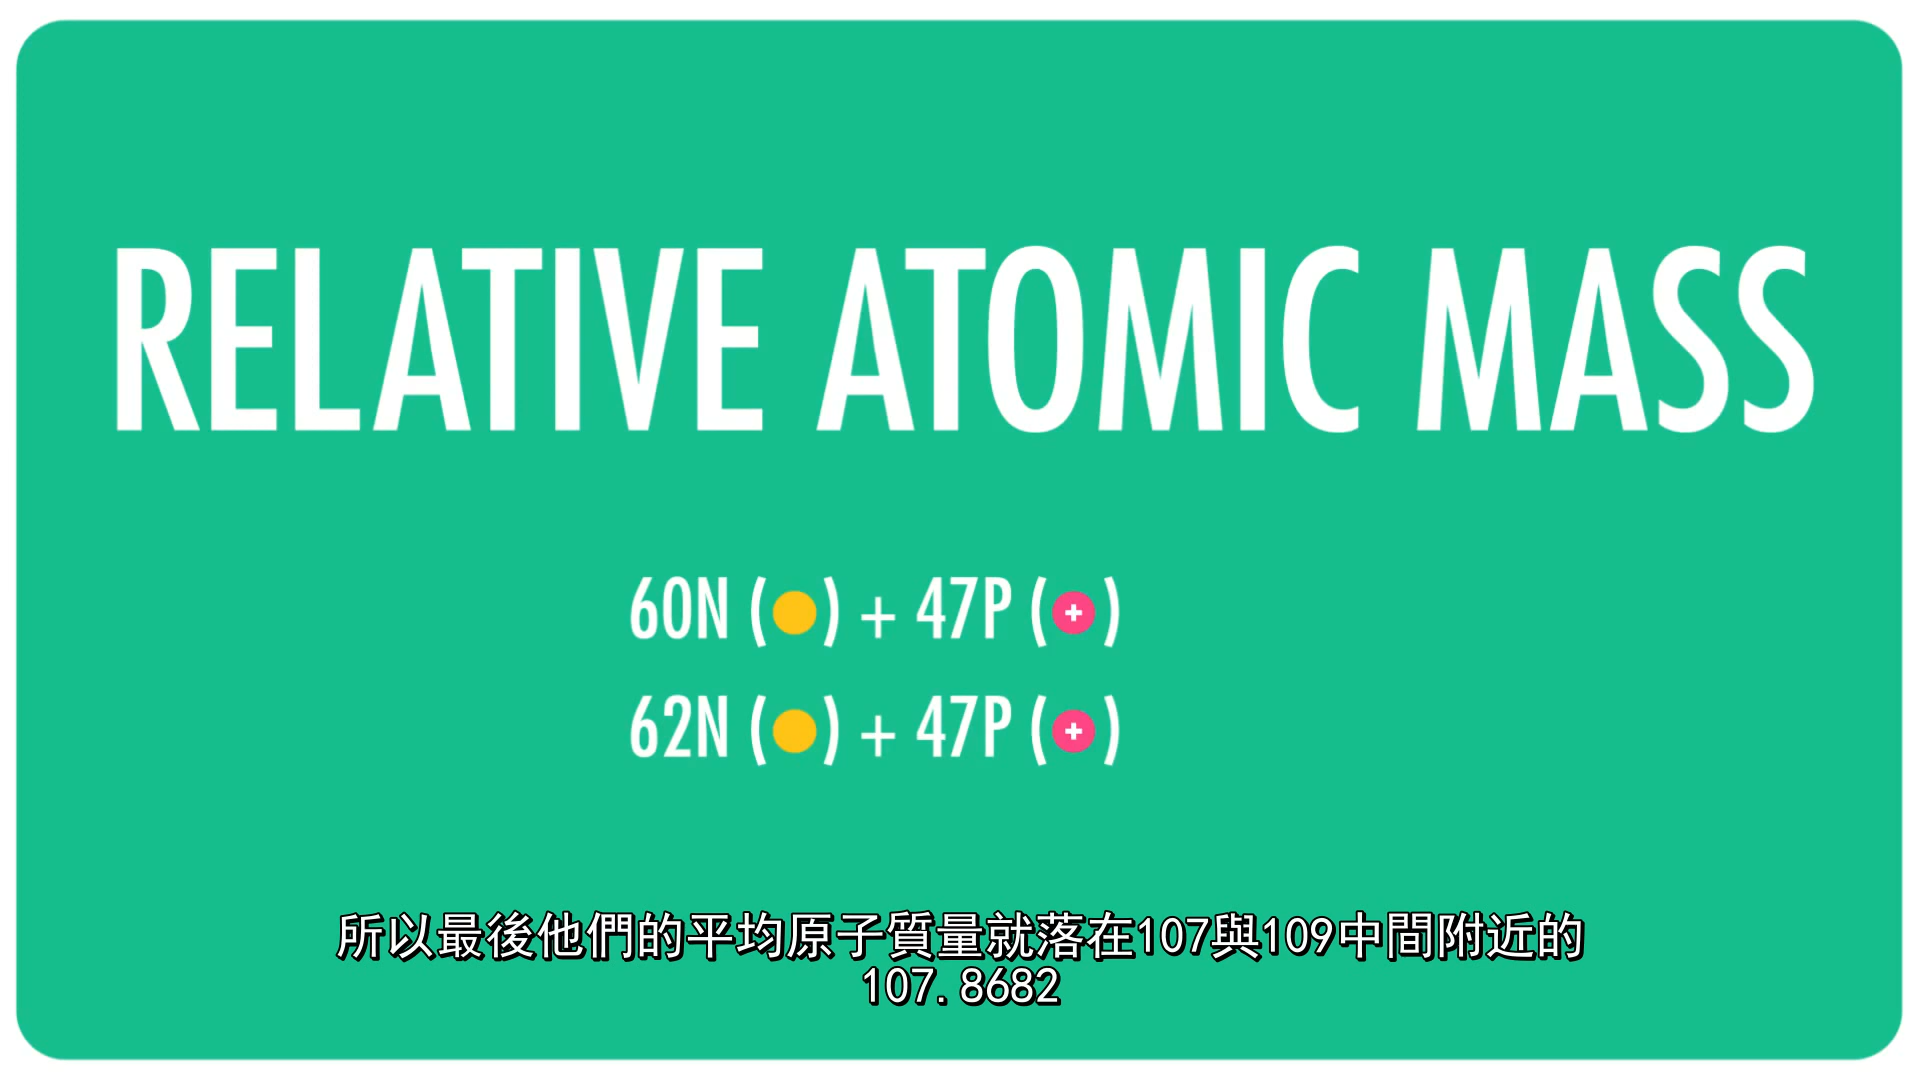 RELATIVE ATOMIC MASS
60N () + 47P (+)
62N () + 47P (+)
所以最後他們的平均原子質量就落在107與109中間附近的
107.8682